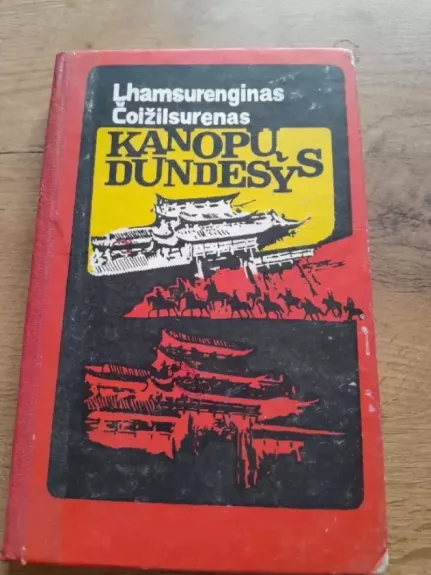 Lhamsurenginas
Čoižilsurenas
KANOPŲ
DUNDESYS